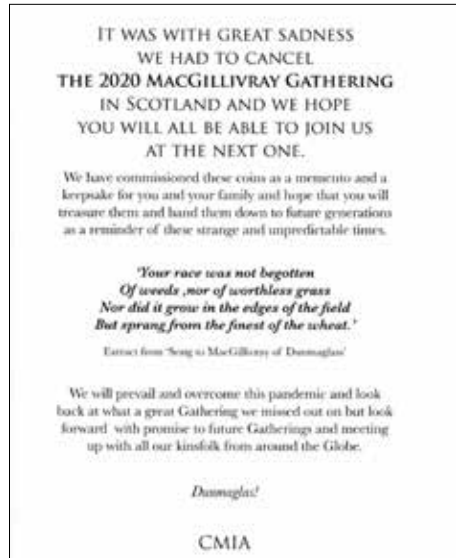 IT WAS WITH GREAT SADNESS
WE HAD TO CANCEL
THE 2020 MACGILLIVRAY GATHERING
IN SCOTLAND AND WE HOPE
YOU WILL ALL BE ABLE TO JOIN US
AT THE NEXT ONE.
We have commissioned these coins as a memento and a
keepsake for you and your family and hope that you will
treasure them and hand them down to future generations
as a reminder of these strange and unpredictable times.
'Your race was not begotten
Of weeds ,nor of worthless grass
Nor did it grow in the edges of the field
But sprang from the finest of the wheat.'
Extract from 'Song to MacGillivray of Dunmaglass'
We will prevail and overcome this pandemic and look
back at what a great Gathering we missed out on but look
forward with promise to future Gatherings and meeting
up with all our kinsfolk from around the Globe.
Dunmaglas!
CMIA